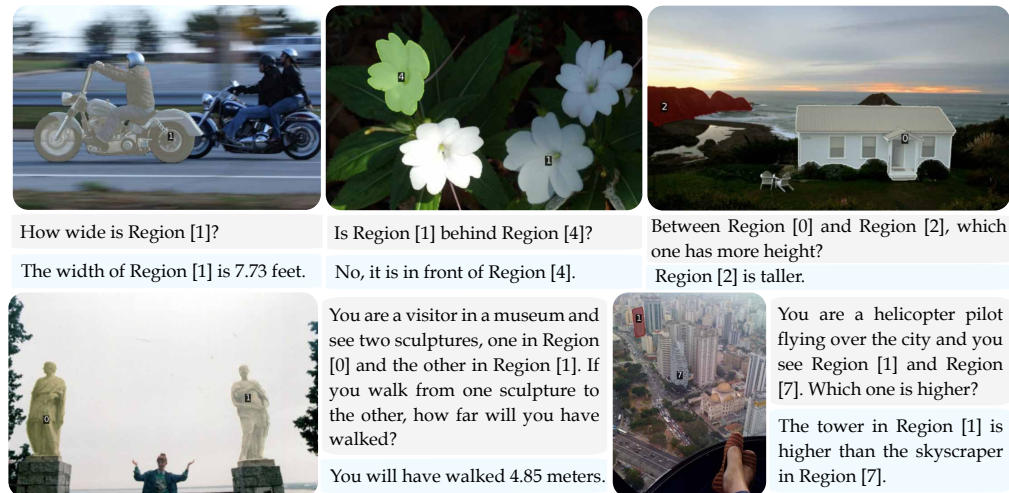 1
4
1
2
0
How wide is Region [1]?
The width of Region [1] is 7.73 feet.
Is Region [1] behind Region [4]?
No, it is in front of Region [4].
Between Region [0] and Region [2], which
one has more height?
Region [2] is taller.
0
1
You are a visitor in a museum and
see two sculptures, one in Region
[0] and the other in Region [1]. If
you walk from one sculpture to
the other, how far will you have
walked?
You will have walked 4.85 meters.
1
7
You are a helicopter pilot
flying over the city and you
see Region [1] and Region
[7]. Which one is higher?
The tower in Region [1] is
higher than the skyscraper
in Region [7].